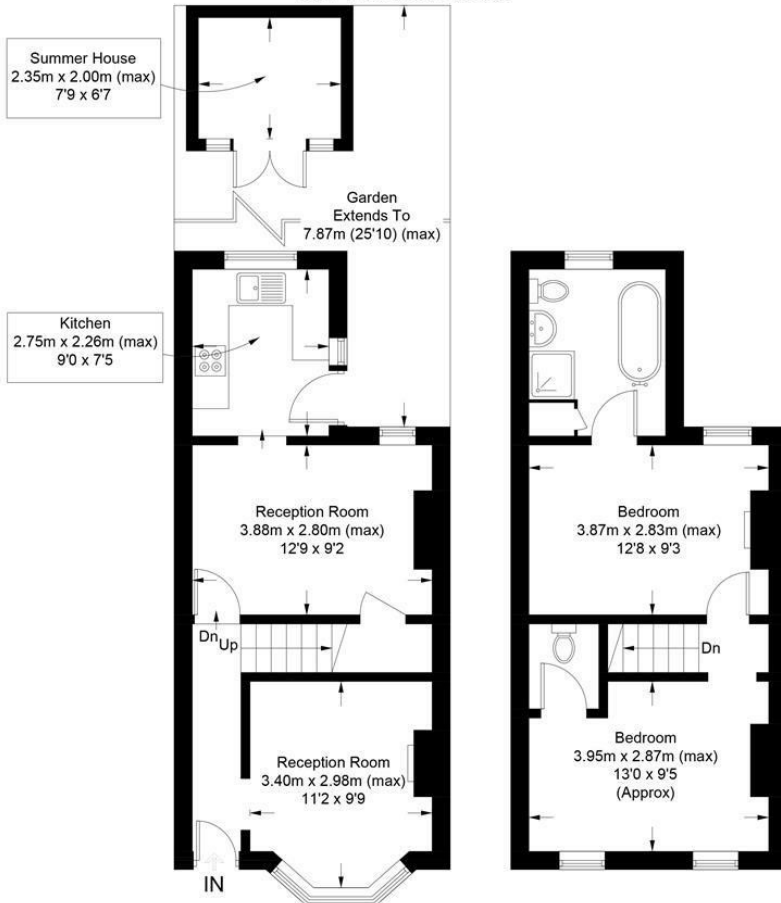 Summer House
2.35m x 2.00m (max)
7'9 x 6'7
Garden
Extends To
7.87m (25'10) (max)
Kitchen
2.75m x 2.26m (max)
9'0 x 7'5
Reception Room
3.88m x 2.80m (max)
12'9 x 9'2
Dn
Up
Reception Room
3.40m x 2.98m (max)
11'2 x 9'9
IN
Bedroom
3.87m x 2.83m (max)
12'8 x 9'3
Dn
Bedroom
3.95m x 2.87m (max)
13'0 x 9'5
(Approx)